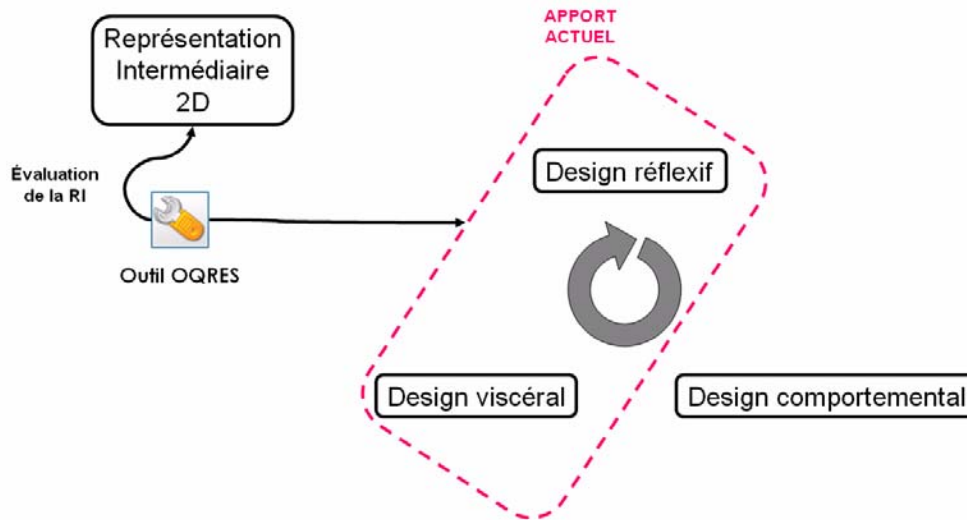 APPORT
ACTUEL
Représentation
Intermédiaire
2D
Évaluation
de la RI
Design réflexif
Outil OQRES
Design viscéral
Design comportemental